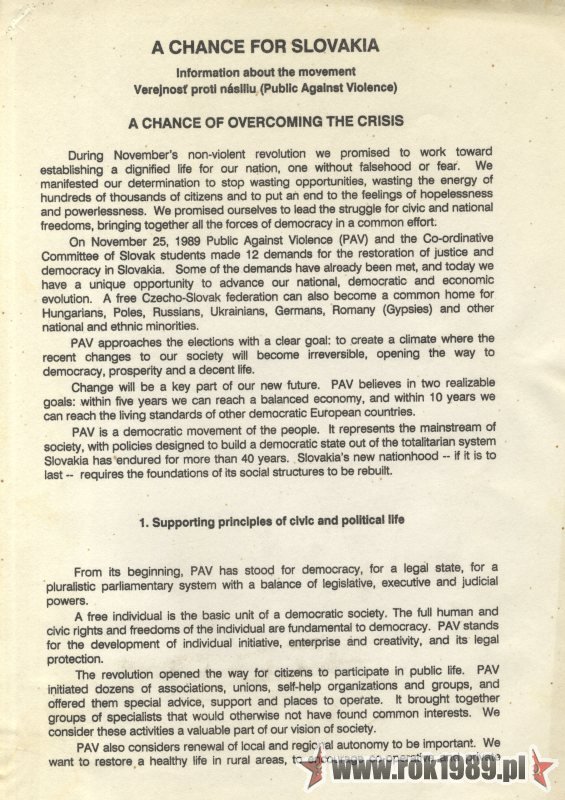 A CHANCE FOR SLOVAKIA
Information about the movement
Verejnosť proti násiliu (Public Against Violence)
A CHANCE OF OVERCOMING THE CRISIS
During November's non-violent revolution we promised to work toward
establishing a dignified life for our nation, one without falsehood or fear. We
manifested our determination to stop wasting opportunities, wasting the energy of
hundreds of thousands of citizens and to put an end to the feelings of hopelessness
and powerlessness. We promised ourselves to lead the struggle for civic and national
freedoms, bringing together all the forces of democracy in a common effort.
On November 25, 1989 Public Against Violence (PAV) and the Co-ordinative
Committee of Slovak students made 12 demands for the restoration of justice and
democracy in Slovakia. Some of the demands have already been met, and today we
have a unique opportunity to advance our national, democratic and economic
evolution. A free Czecho-Slovak federation can also become a common home for
Hungarians, Poles, Russians, Ukrainians, Germans, Romany (Gypsies) and other
national and ethnic minorities.
PAV approaches the elections with a clear goal: to create a climate where the
recent changes to our society will become irreversible, opening the way to
democracy, prosperity and a decent life.
Change will be a key part of our new future. PAV believes in two realizable
goals: within five years we can reach a balanced economy, and within 10 years we
can reach the living standards of other democratic European countries.
PAV is a democratic movement of the people. It represents the mainstream of
society, with policies designed to build a democratic state out of the totalitarian system
Slovakia has endured for more than 40 years. Slovakia's new nationhood -- if it is to
last -- requires the foundations of its social structures to be rebuilt.
1. Supporting principles of civic and political life
From its beginning, PAV has stood for democracy, for a legal state, for a
pluralistic parliamentary system with a balance of legislative, executive and judicial
powers.
A free individual is the basic unit of a democratic society. The full human and
civic rights and freedoms of the individual are fundamental to democracy. PAV stands
for the development of individual initiative, enterprise and creativity, and its legal
protection.
The revolution opened the way for citizens to participate in public life. PAV
initiated dozens of associations, unions, self-help organizations and groups, and
offered them special advice, support and places to operate. It brought together
groups of specialists that would otherwise not have found common interests. We
consider these activities a valuable part of our vision of society.
PAV also considers renewal of local and regional autonomy to be important. We
want to restore a healthy life in rural areas, to encourage co-operative and private
www.rok1989.pl